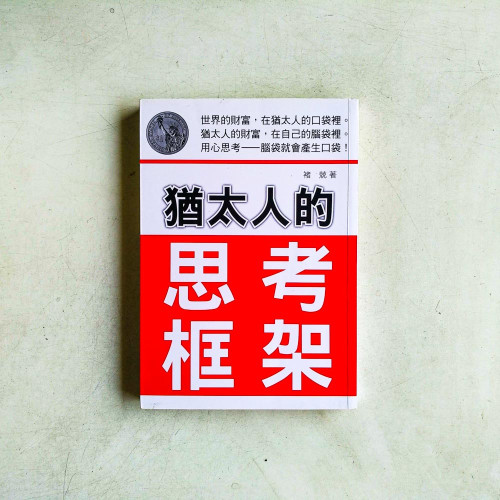 世界的財富，在猶太人的口袋裡。
猶太人的財富，在自己的腦袋裡。
用心思考——腦袋就會產生口袋！
褚兢著
猶太人的
思考
框架